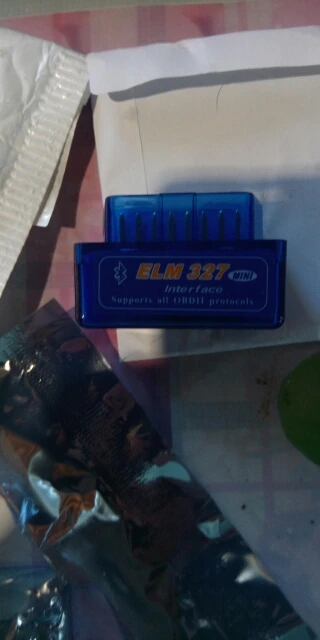 ELM 327 MINI
Interface
Supports all OBDII protocols